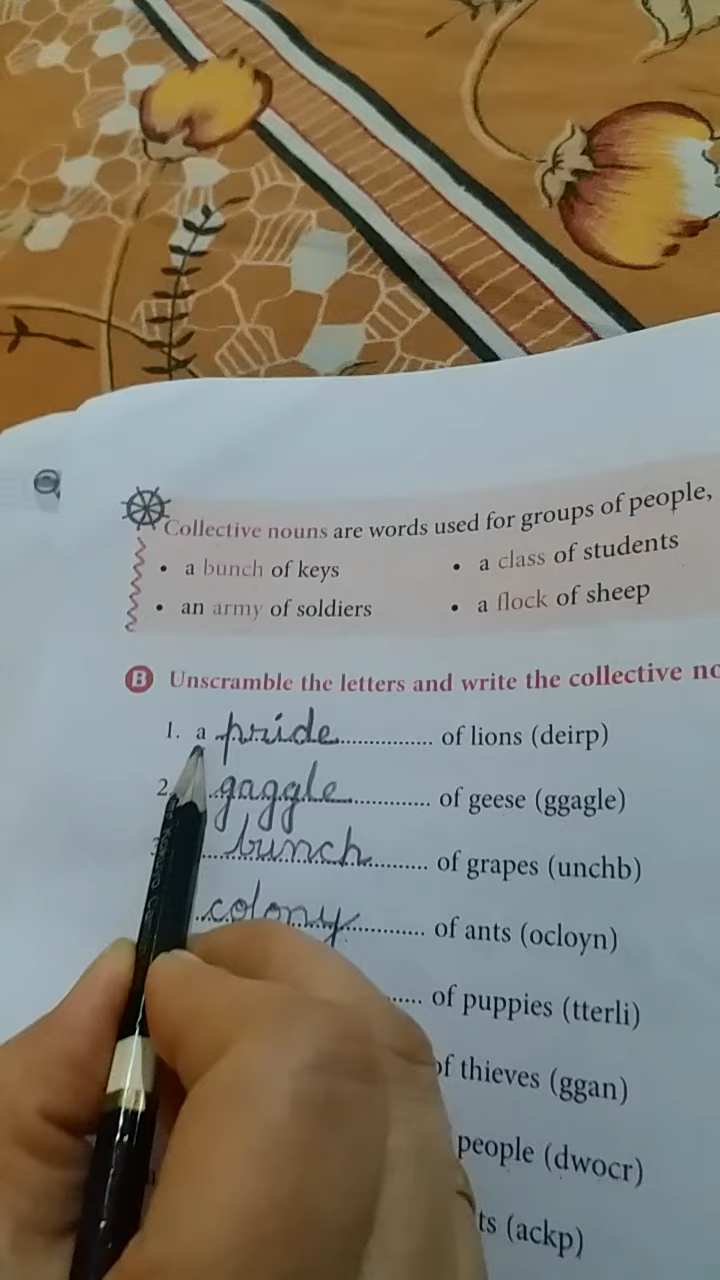 Collective nouns are words used for groups of people,
• a bunch of keys
• a class of students
• an army of soldiers
• a flock of sheep
B Unscramble the letters and write the collective
1. a pride of lions (deirp)
2. gaggle of geese (ggagle)
bunch of grapes (unchb)
colony of ants (ocloyn)
of puppies (tterli)
of thieves (ggan)
people (dwocr)
(ackp)